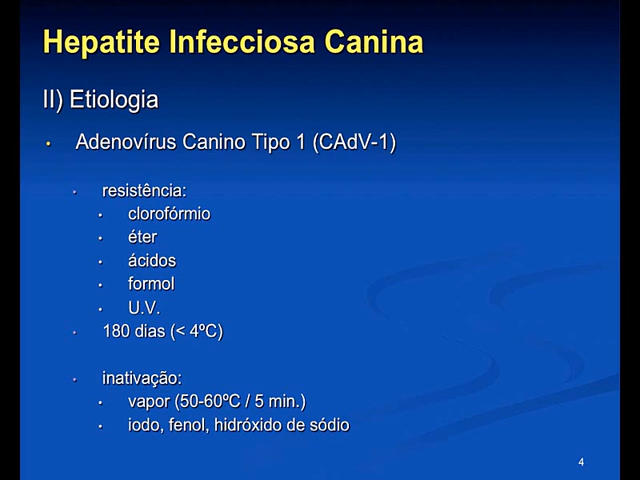 Hepatite Infecciosa Canina
II) Etiologia
• Adenovírus Canino Tipo 1 (CAdV-1)
• resistência:
• clorofórmio
• éter
• ácidos
• formol
• U.V.
• 180 dias (< 4ºC)
• inativação:
• vapor (50-60ºC / 5 min.)
• iodo, fenol, hidróxido de sódio
4